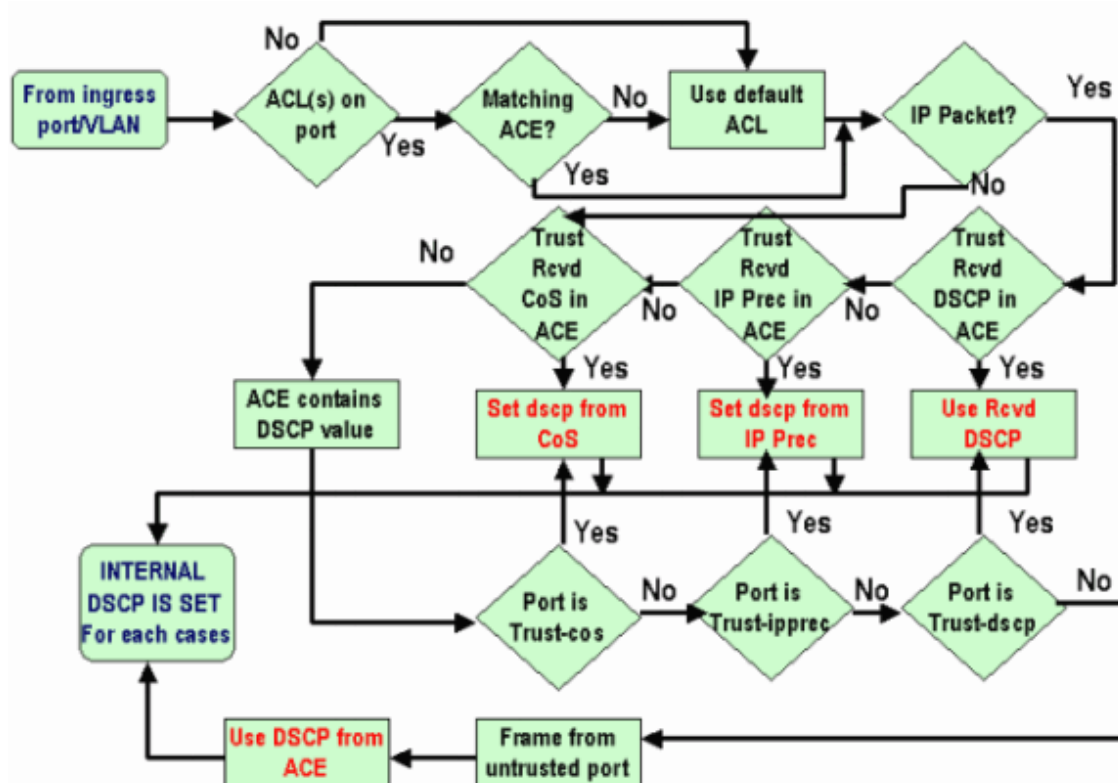 No
Yes
From ingress
port/VLAN
ACL(s) on
port
Yes
Matching
ACE?
No
Yes
Use default
ACL
IP Packet?
No
No
Trust
Rcvd
CoS in
ACE
Trust
Rcvd
IP Prec in
ACE
Trust
Rcvd
DSCP in
ACE
No
No
Yes
Yes
Yes
ACE contains
DSCP value
Set dscp from
CoS
Set dscp from
IP Prec
Use Rcvd
DSCP
Yes
Yes
Yes
INTERNAL
DSCP IS SET
For each cases
Port is
Trust-cos
No
Port is
Trust-ipprec
No
Port is
Trust-dscp
No
Use DSCP from
ACE
Frame from
untrusted port